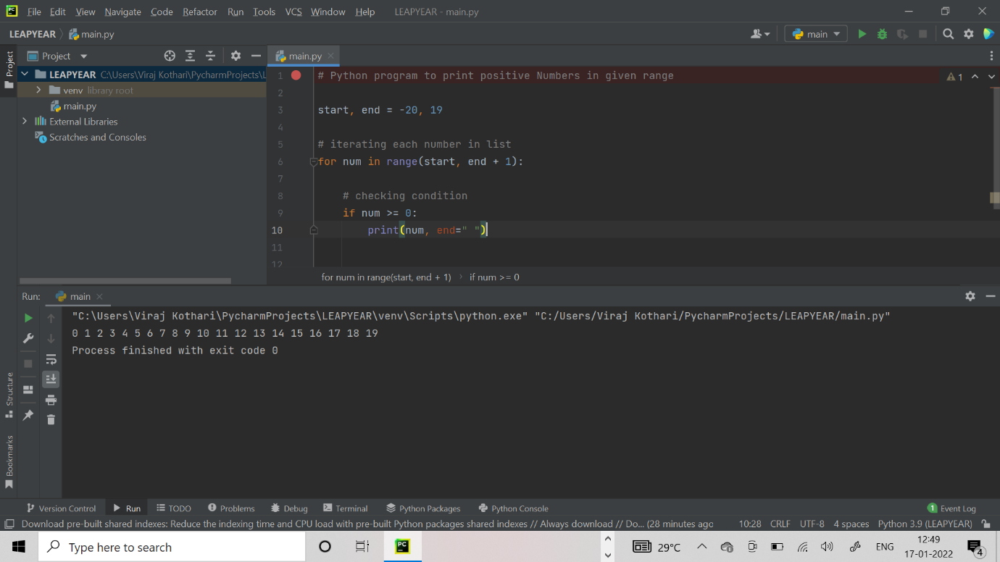 File Edit View Navigate Code Refactor Run Tools VCS Window Help LEAPYEAR - main.py
LEAPYEAR main.py main
Project main.py
LEAPYEAR C:\Users\Viraj Kothari\PycharmProjects\L
venv library root
main.py
External Libraries
Scratches and Consoles
Project
1 # Python program to print positive Numbers in given range
1
2
3 start, end = -20, 19
4
5 # iterating each number in list
6 for num in range(start, end + 1):
7
8 # checking condition
9 if num >= 0:
10 print(num, end=" ")
11
12
for num in range(start, end + 1) › if num >= 0
Run: main
"C:\Users\Viraj Kothari\PycharmProjects\LEAPYEAR\venv\Scripts\python.exe" "C:/Users/Viraj Kothari/PycharmProjects/LEAPYEAR/main.py"
0 1 2 3 4 5 6 7 8 9 10 11 12 13 14 15 16 17 18 19
Process finished with exit code 0
Structure
Bookmarks
Version Control Run TODO Problems Debug Terminal Python Packages Python Console 1 Event Log
Download pre-built shared indexes: Reduce the indexing time and CPU load with pre-built Python packages shared indexes // Always download // Do... (28 minutes ago 10:28 CRLF UTF-8 4 spaces Python 3.9 (LEAPYEAR)
Type here to search 29°C ENG 12:49
17-01-2022 4